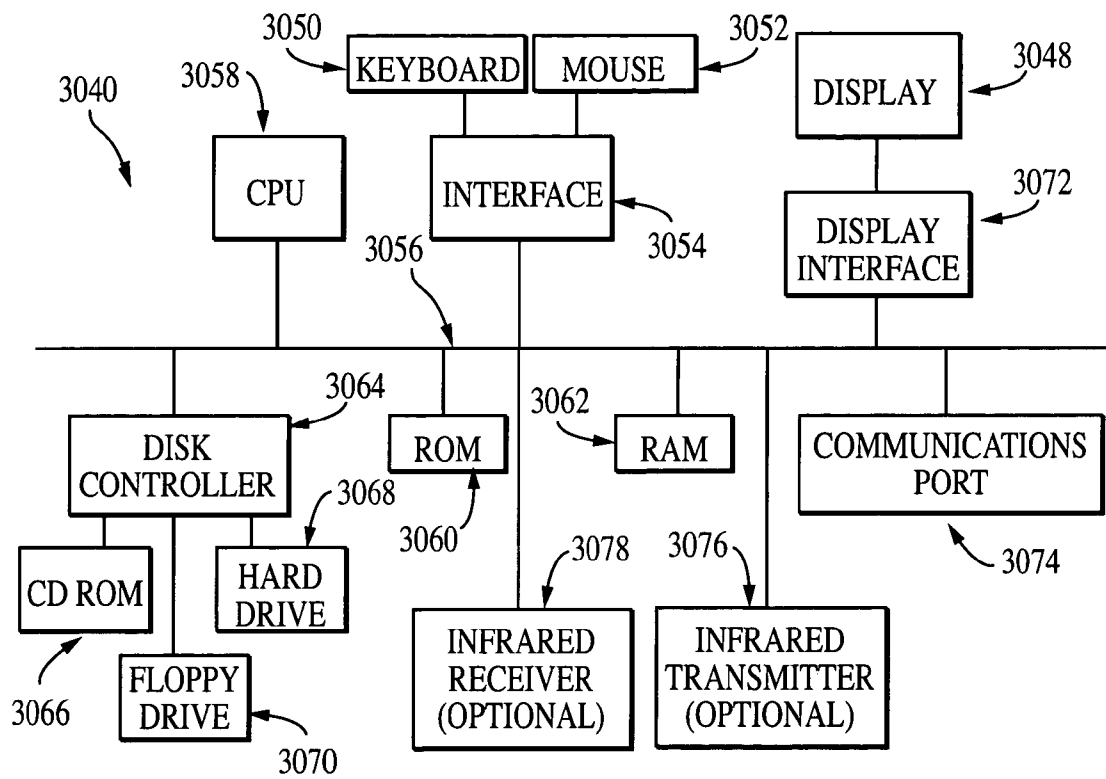 3050
KEYBOARD
MOUSE
3052
3058
3040
DISPLAY
3048
CPU
INTERFACE
3054
3072
DISPLAY
INTERFACE
3056
3064
DISK
CONTROLLER
ROM
3060
3062
RAM
COMMUNICATIONS
PORT
3074
3068
CD ROM
3066
HARD
DRIVE
FLOPPY
DRIVE
3070
3078
INFRARED
RECEIVER
(OPTIONAL)
3076
INFRARED
TRANSMITTER
(OPTIONAL)